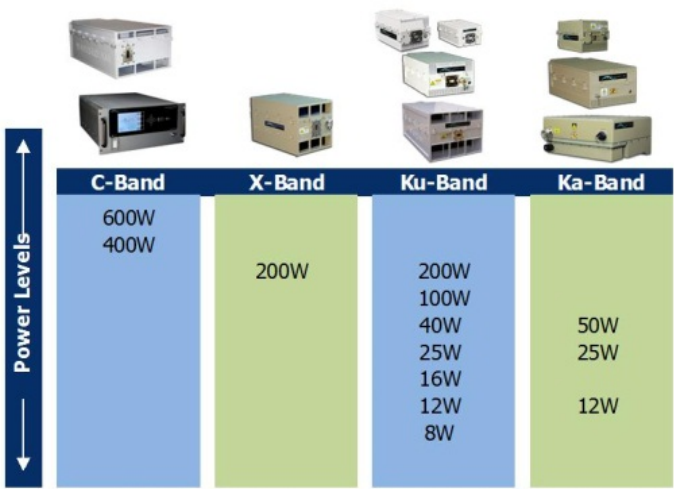 C-Band X-Band Ku-Band Ka-Band
Power Levels
600W
400W
200W 200W
100W
40W 50W
25W 25W
16W
12W 12W
8W